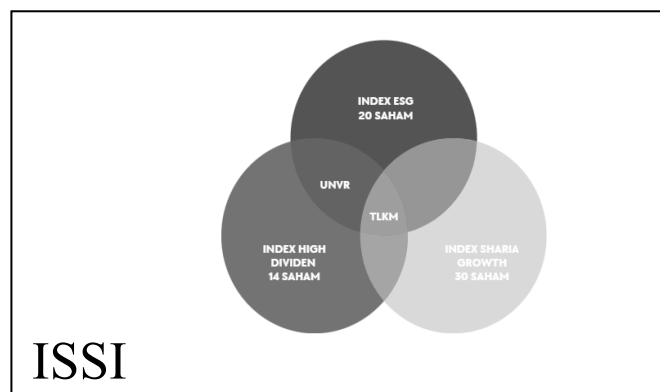 INDEX ESG
20 SAHAM
UNVR
TLKM
INDEX HIGH
DIVIDEN
14 SAHAM
INDEX SHARIA
GROWTH
30 SAHAM
ISSI